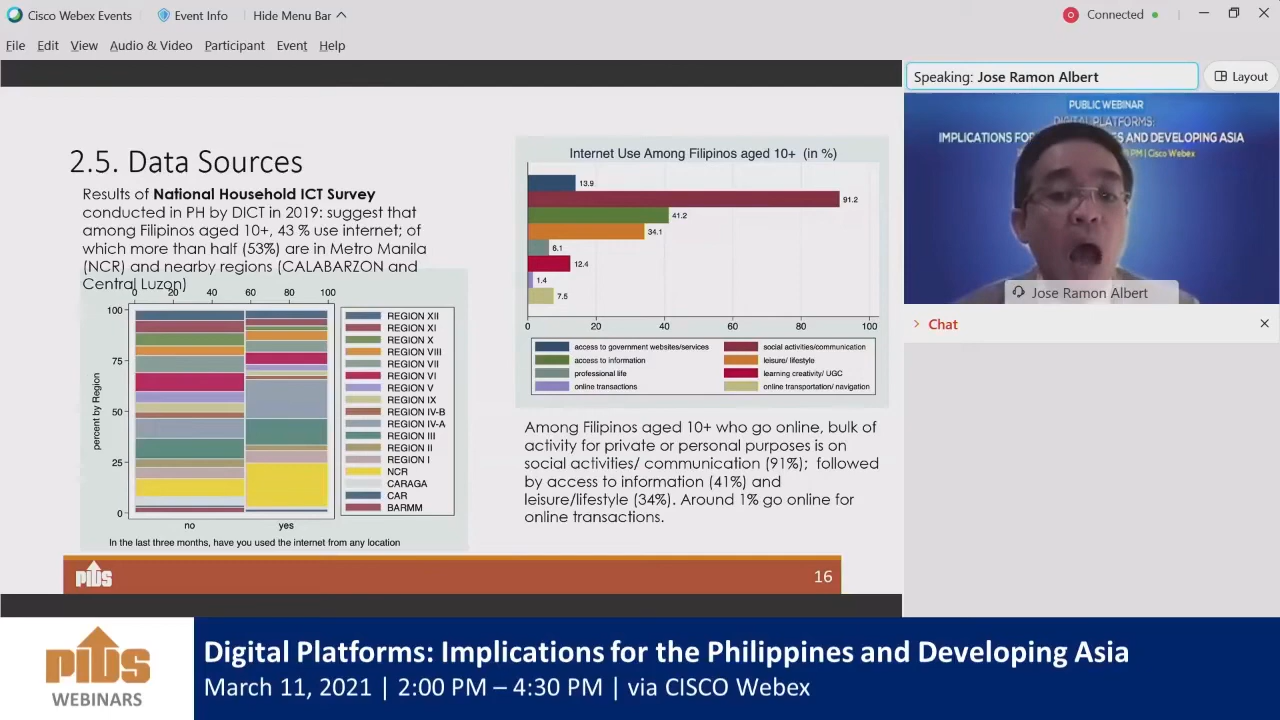 Cisco Webex Events
Event Info
Hide Menu Bar
Connected
File Edit View Audio & Video Participant Event Help
Speaking: Jose Ramon Albert
Layout
PUBLIC WEBINAR
DIGITAL PLATFORMS:
IMPLICATIONS FOR ES AND DEVELOPING ASIA
PM | Cisco Webex
Jose Ramon Albert
Chat
2.5. Data Sources
Results of National Household ICT Survey
conducted in PH by DICT in 2019: suggest that
among Filipinos aged 10+, 43 % use internet; of
which more than half (53%) are in Metro Manila
(NCR) and nearby regions (CALABARZON and
Central Luzon)
0 20 40 60 80 100
100
75
50
25
0
percent by Region
no yes
In the last three months, have you used the internet from any location
REGION XII
REGION XI
REGION X
REGION VIII
REGION VII
REGION VI
REGION V
REGION IX
REGION IV-B
REGION IV-A
REGION III
REGION II
REGION I
NCR
CARAGA
CAR
BARMM
Internet Use Among Filipinos aged 10+ (in %)
13.9
91.2
41.2
34.1
6.1
12.4
1.4
7.5
0 20 40 60 80 100
access to government websites/services social activities/communication
access to information leisure/ lifestyle
professional life learning creativity/ UGC
online transactions online transportation/ navigation
Among Filipinos aged 10+ who go online, bulk of
activity for private or personal purposes is on
social activities/ communication (91%); followed
by access to information (41%) and
leisure/lifestyle (34%). Around 1% go online for
online transactions.
PIDS
16
PIDS
WEBINARS
Digital Platforms: Implications for the Philippines and Developing Asia
March 11, 2021 | 2:00 PM – 4:30 PM | via CISCO Webex